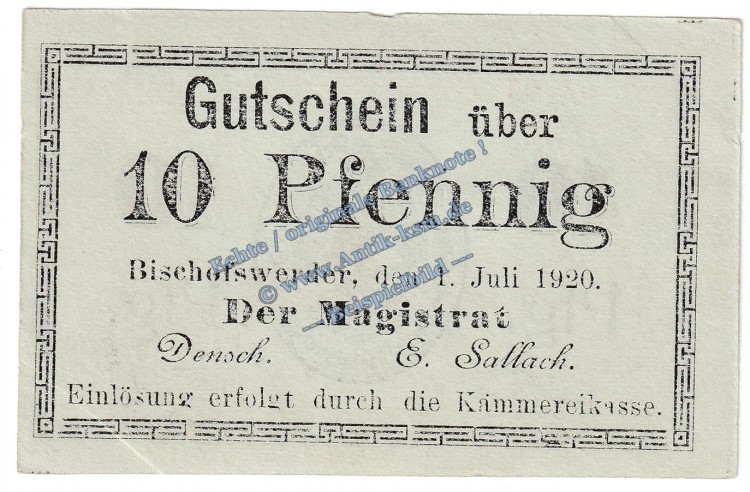 Gutschein über
10 Pfennig
Bischofswerder, den 1. Juli 1920.
Der Magistrat
Densch. E. Sallach.
Einlösung erfolgt durch die Kämmereikasse.
Echte / originale Banknote !
© www.Antik-ksth.de
— Beispielbild —